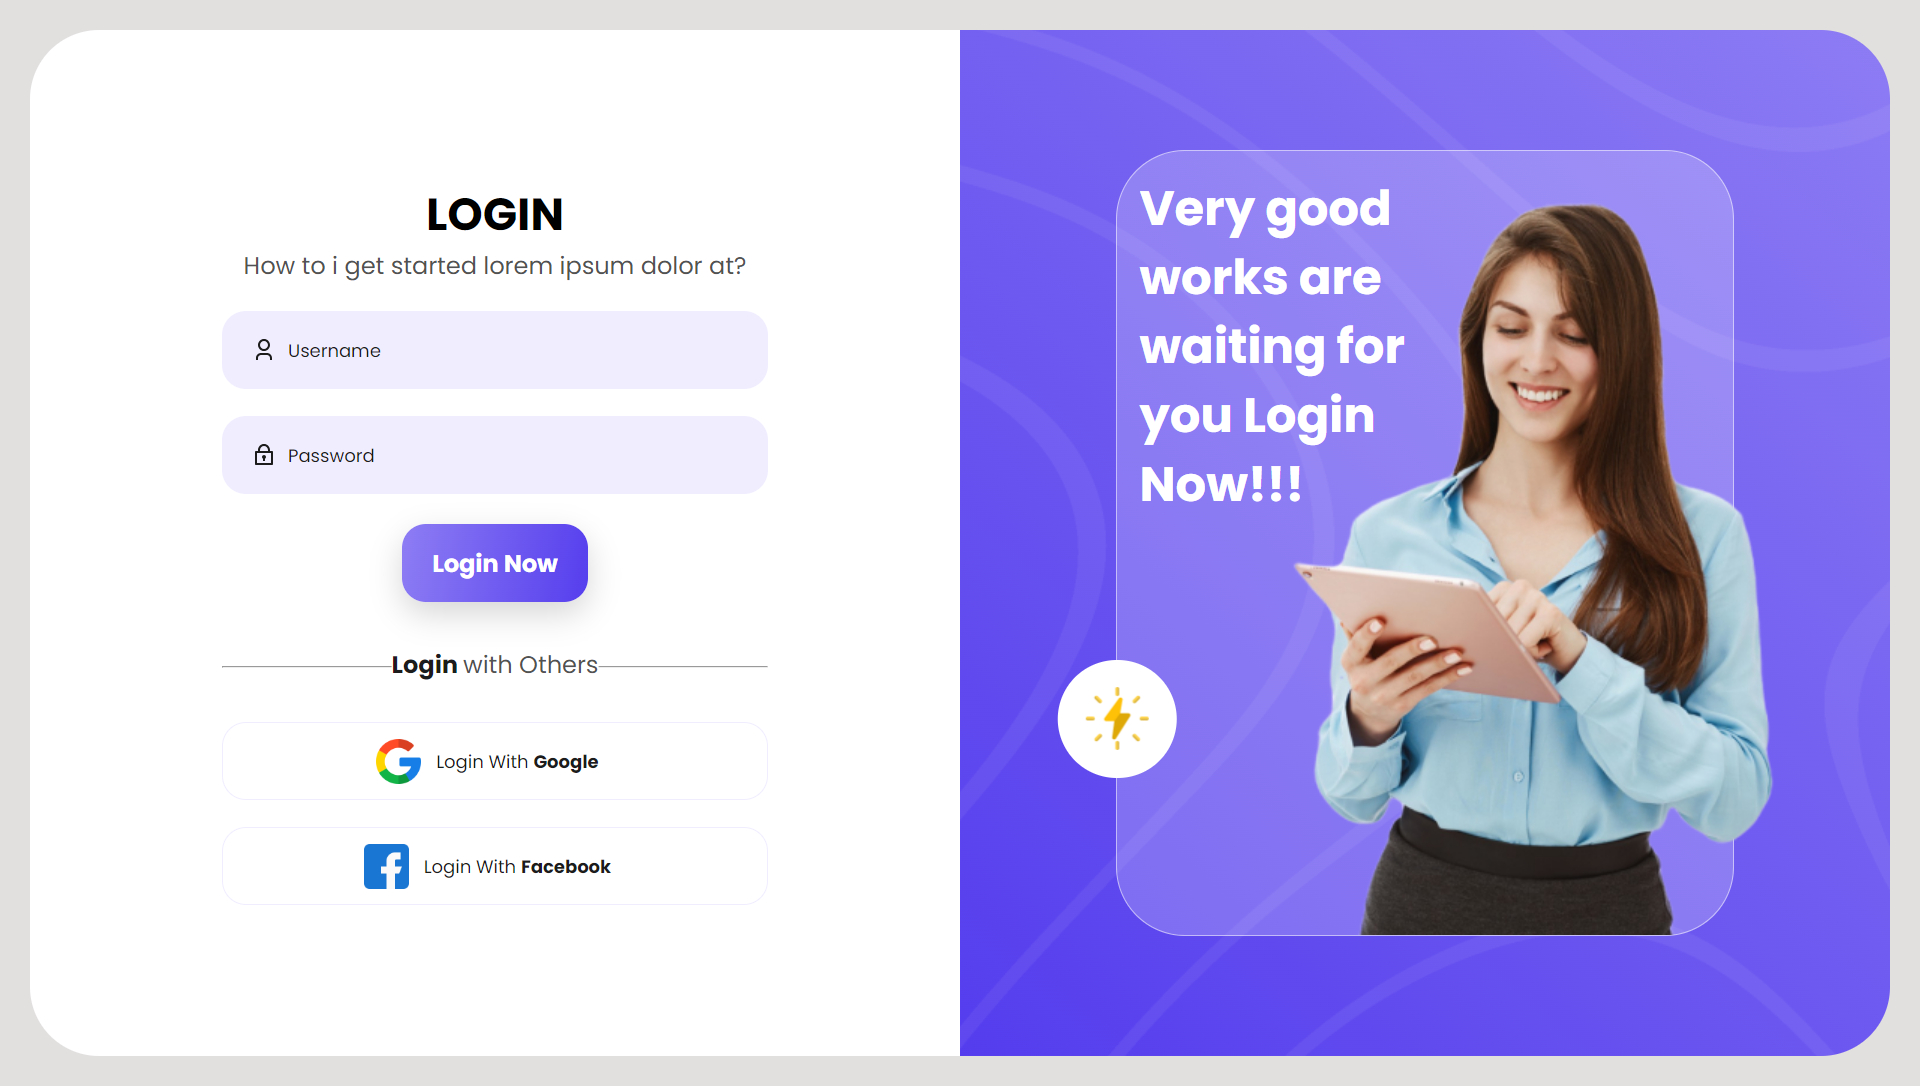 LOGIN
How to i get started lorem ipsum dolor at?
Username
Password
Login Now
Login with Others
Login With Google
Login With Facebook
Very good
works are
waiting for
you Login
Now!!!